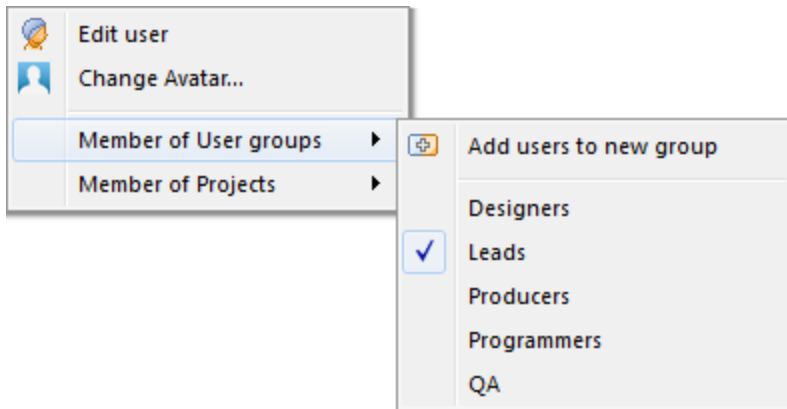 Edit user
Change Avatar...
Member of User groups
Member of Projects
Add users to new group
Designers
Leads
Producers
Programmers
QA